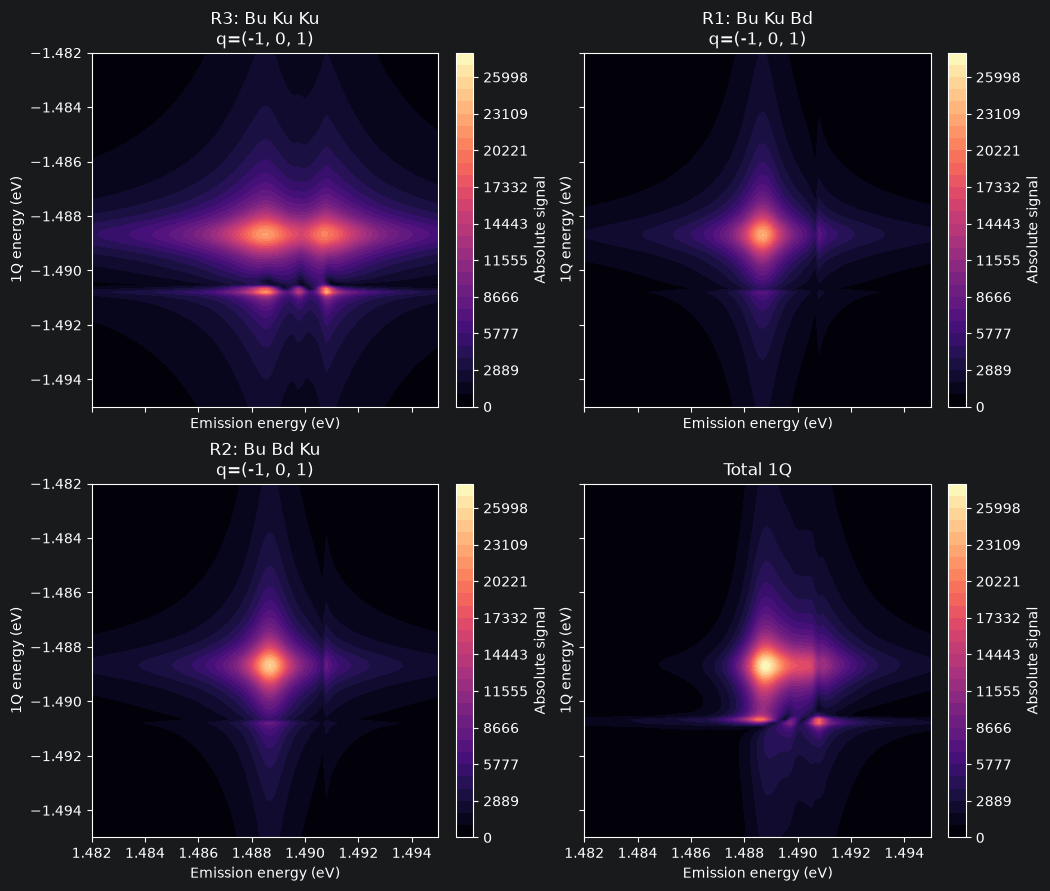 R3: Bu Ku Ku
q=(-1, 0, 1)
−1.482
−1.484
−1.486
−1.488
−1.490
−1.492
−1.494
1Q energy (eV)
Emission energy (eV)
25998
23109
20221
17332
14443
11555
8666
5777
2889
0
Absolute signal
R1: Bu Ku Bd
q=(-1, 0, 1)
1Q energy (eV)
Emission energy (eV)
25998
23109
20221
17332
14443
11555
8666
5777
2889
0
Absolute signal
R2: Bu Bd Ku
q=(-1, 0, 1)
−1.482
−1.484
−1.486
−1.488
−1.490
−1.492
−1.494
1Q energy (eV)
1.482 1.484 1.486 1.488 1.490 1.492 1.494
Emission energy (eV)
25998
23109
20221
17332
14443
11555
8666
5777
2889
0
Absolute signal
Total 1Q
1Q energy (eV)
1.482 1.484 1.486 1.488 1.490 1.492 1.494
Emission energy (eV)
25998
23109
20221
17332
14443
11555
8666
5777
2889
0
Absolute signal